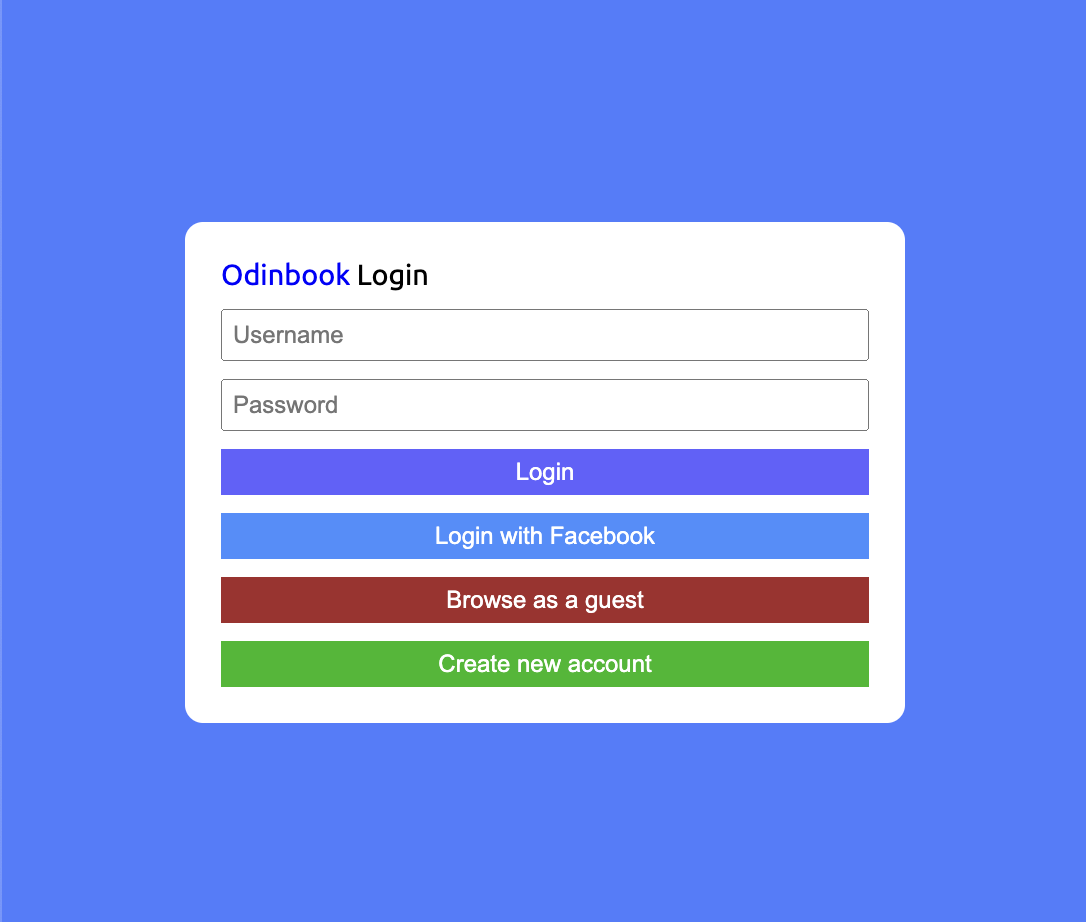 Odinbook Login
Username
Password
Login
Login with Facebook
Browse as a guest
Create new account